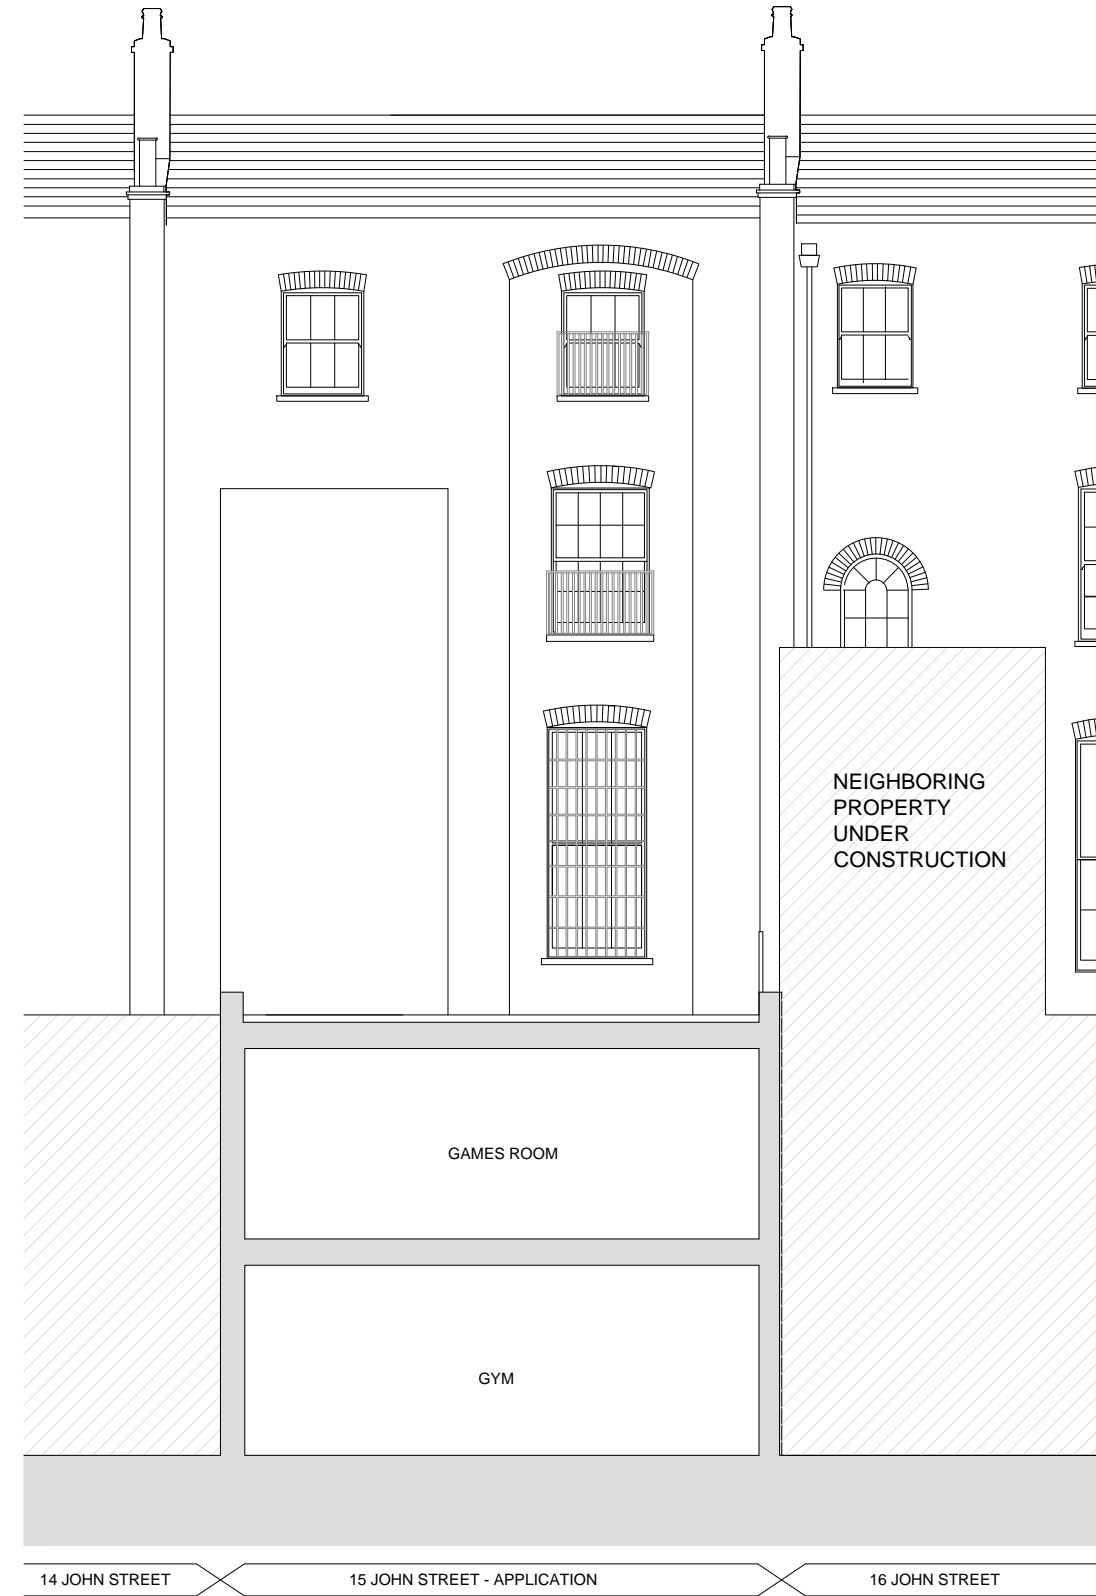 NEIGHBORING
PROPERTY
UNDER
CONSTRUCTION
GAMES ROOM
GYM
14 JOHN STREET
15 JOHN STREET - APPLICATION
16 JOHN STREET